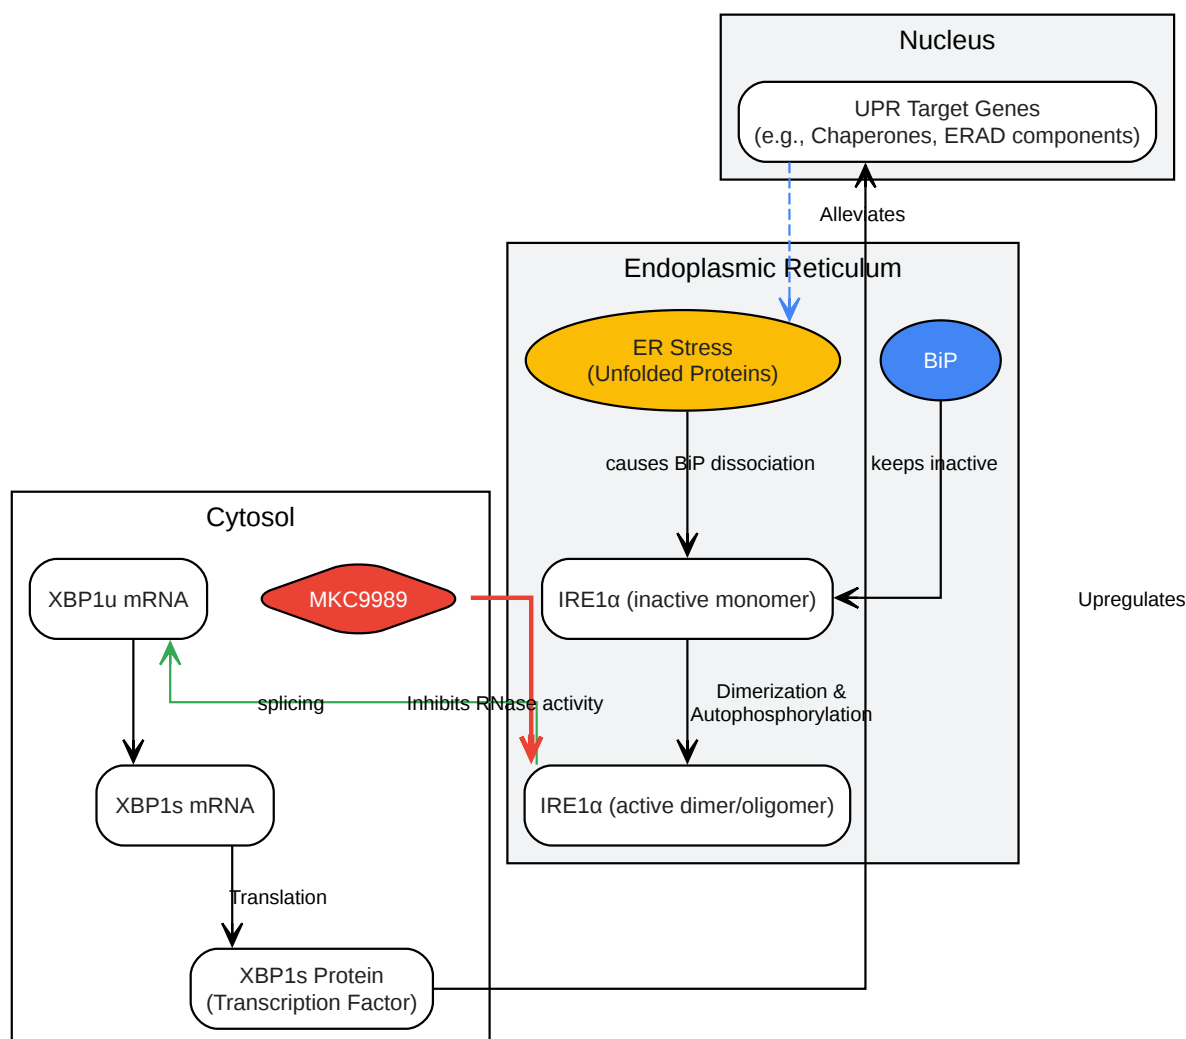 Nucleus
UPR Target Genes
(e.g., Chaperones, ERAD components)
Alleviates
Endoplasmic Reticulum
ER Stress
(Unfolded Proteins)
BiP
causes BiP dissociation
keeps inactive
Cytosol
XBP1u mRNA
MKC9989
IRE1α (inactive monomer)
Upregulates
splicing
Inhibits RNase activity
Dimerization &
Autophosphorylation
XBP1s mRNA
IRE1α (active dimer/oligomer)
Translation
XBP1s Protein
(Transcription Factor)